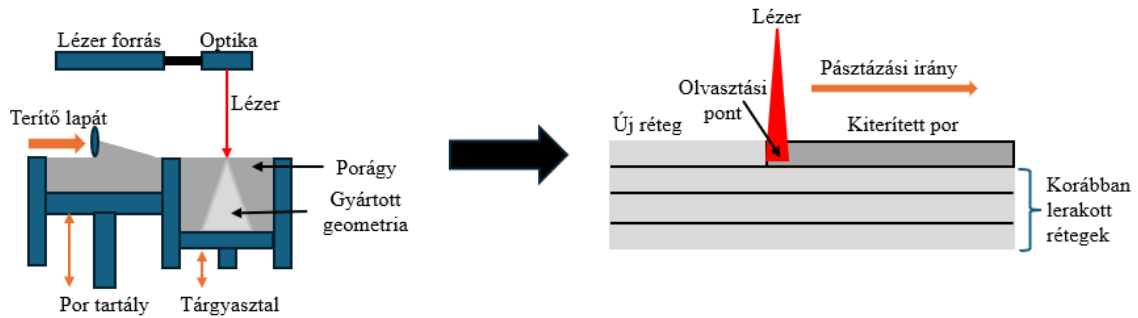 Lézer forrás
Optika
Lézer
Terítő lapát
Porágy
Gyártott
geometria
Por tartály
Tárgyasztal
Lézer
Pásztázási irány
Olvasztási
pont
Új réteg
Kiterített por
Korábban
lerakott
rétegek